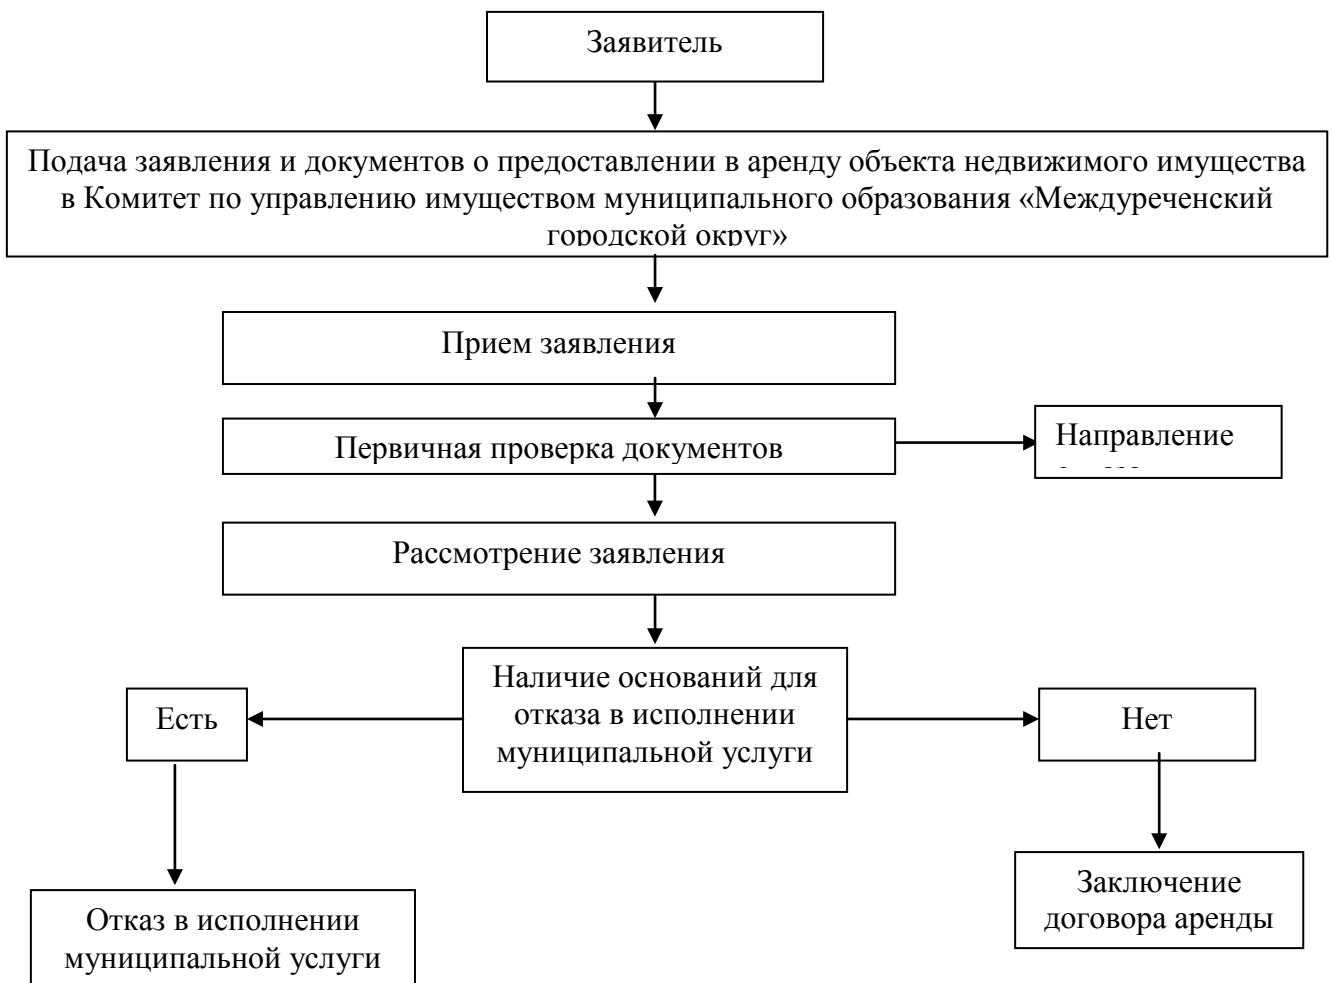 Заявитель
Подача заявления и документов о предоставлении в аренду объекта недвижимого имущества
в Комитет по управлению имуществом муниципального образования «Междуреченский
городской округ»
Прием заявления
Первичная проверка документов
Направление
Рассмотрение заявления
Наличие оснований для
отказа в исполнении
муниципальной услуги
Есть
Нет
Отказ в исполнении
муниципальной услуги
Заключение
договора аренды